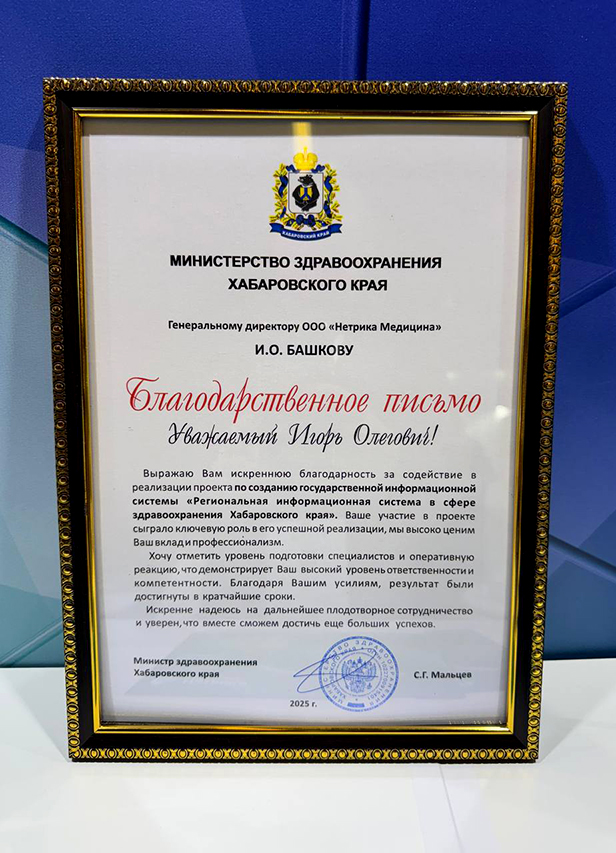 ХАБАРОВСКИЙ КРАЙ
МИНИСТЕРСТВО ЗДРАВООХРАНЕНИЯ
ХАБАРОВСКОГО КРАЯ
Генеральному директору ООО «Нетрика Медицина»
И.О. БАШКОВУ
Благодарственное письмо
Уважаемый Игорь Олегович!
Выражаю Вам искреннюю благодарность за содействие в
реализации проекта по созданию государственной информационной
системы «Региональная информационная система в сфере
здравоохранения Хабаровского края». Ваше участие в проекте
сыграло ключевую роль в его успешной реализации, мы высоко ценим
Ваш вклад и профессионализм.
Хочу отметить уровень подготовки специалистов и оперативную
реакцию, что демонстрирует Ваш высокий уровень ответственности и
компетентности. Благодаря Вашим усилиям, результат были
достигнуты в кратчайшие сроки.
Искренне надеюсь на дальнейшее плодотворное сотрудничество
и уверен, что вместе сможем достичь еще больших успехов.
Министр здравоохранения
Хабаровского края
С.Г. Мальцев
2025 г.